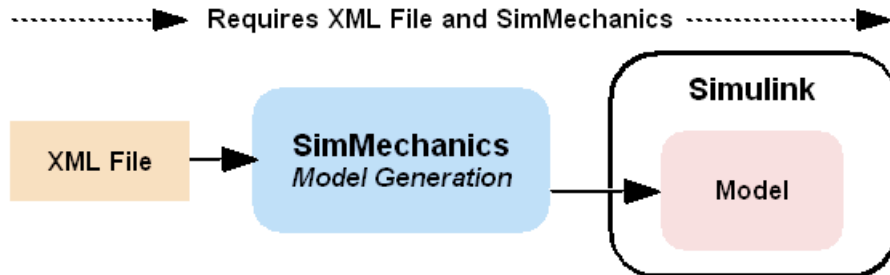 Requires XML File and SimMechanics
Simulink
XML File
SimMechanics
Model Generation
Model